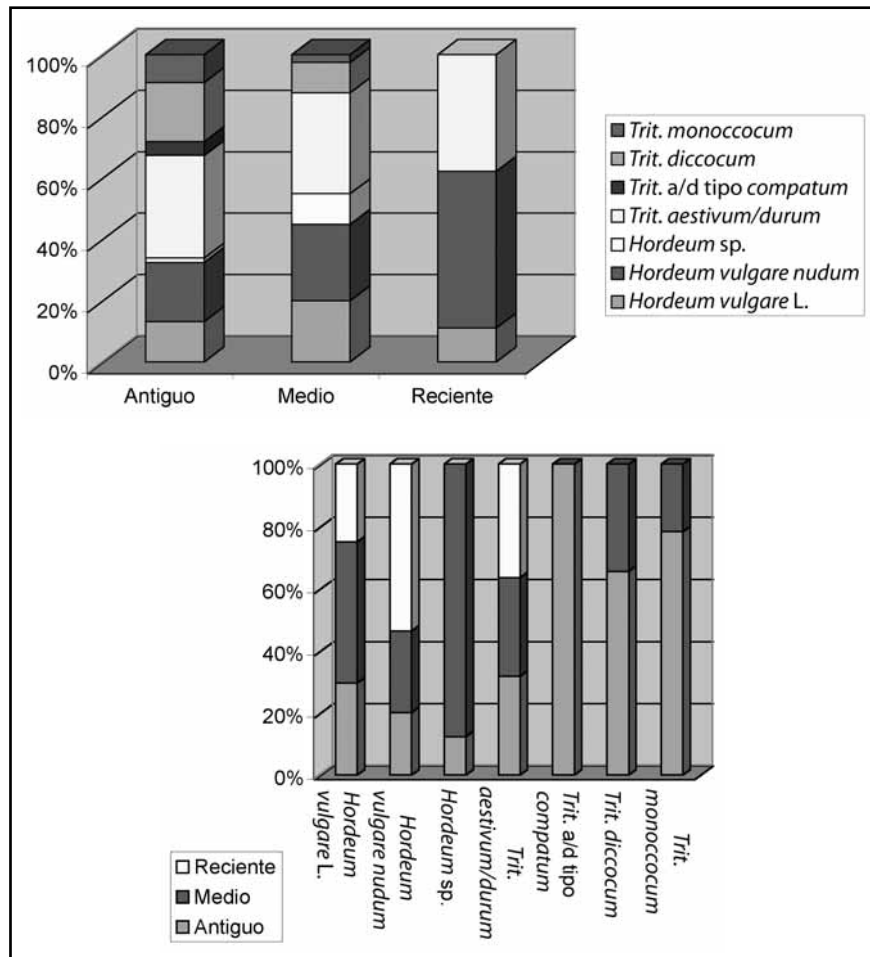 100%
80%
60%
40%
20%
0%
Antiguo Medio Reciente
Trit. monoccocum
Trit. diccocum
Trit. a/d tipo compatum
Trit. aestivum/durum
Hordeum sp.
Hordeum vulgare nudum
Hordeum vulgare L.
100%
80%
60%
40%
20%
0%
Hordeum
vulgare L.
Hordeum
vulgare nudum
Hordeum sp.
Trit.
aestivum/durum
Trit. a/d tipo
compatum
Trit. diccocum
Trit.
monoccocum
Reciente
Medio
Antiguo